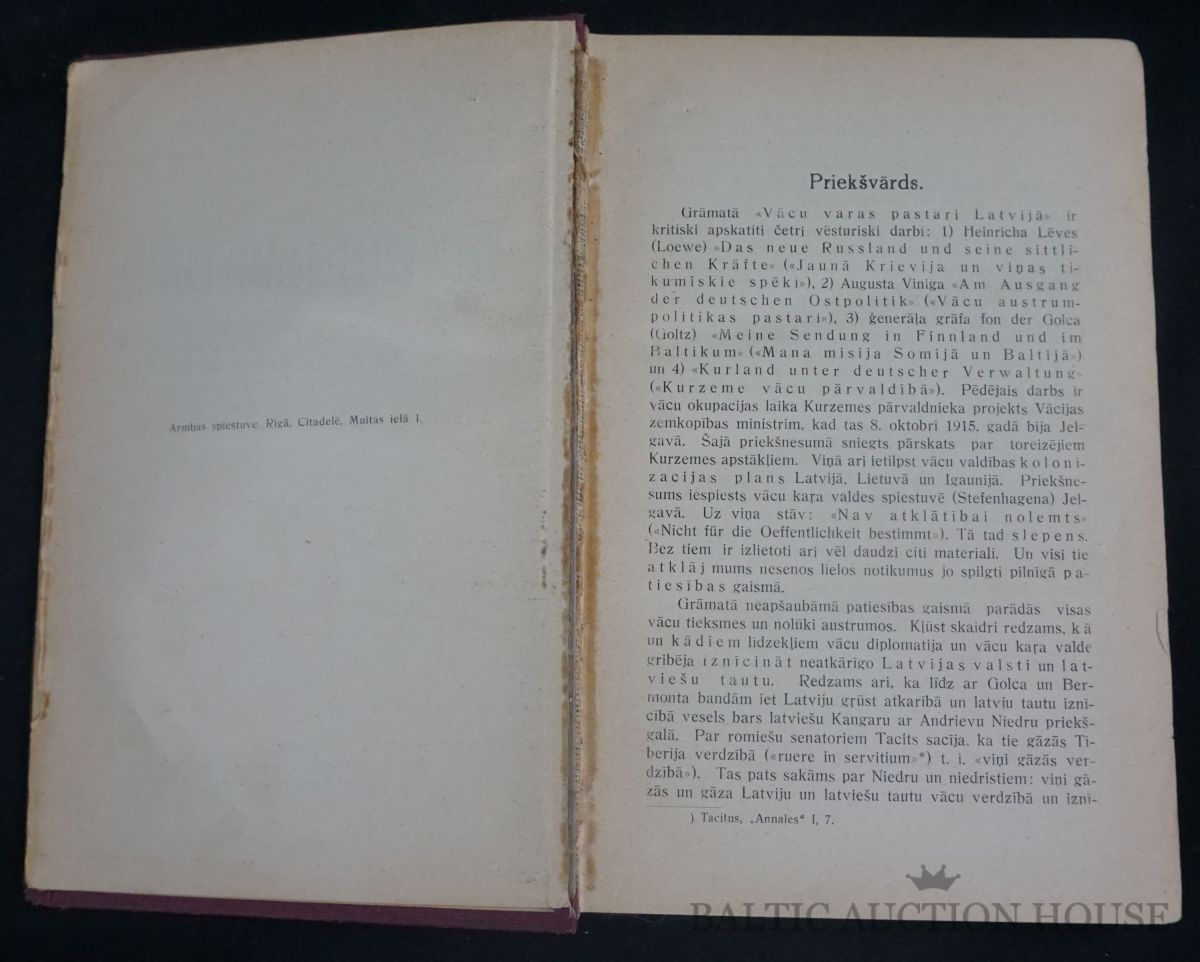 Armijas spiestuve. Rīgā, Citadelē, Muitas ielā 1.
Priekšvārds.
Grāmatā «Vācu varas pastari Latvijā» ir
kritiski apskatiti četri vēsturiski darbi: 1) Heinricha Lēves
(Loewe) »Das neue Russland und seine sittli-
chen Kräfte» («Jaunā Krievija un viņas ti-
kumiskie spēki»), 2) Augusta Viniga «Am Ausgang
der deutschen Ostpolitik» («Vācu austrum-
politikas pastari»), 3) ģenerāļa grāfa fon der Golca
(Goltz) «Meine Sendung in Finnland und im
Baltikum» («Mana misija Somijā un Baltijā»)
un 4) «Kurland unter deutscher Verwaltung»
(«Kurzeme vācu pārvaldībā»). Pēdējais darbs ir
vācu okupacijas laika Kurzemes pārvaldnieka projekts Vācijas
zemkopības ministrim, kad tas 8. oktobrī 1915. gadā bija Jel-
gavā. Šajā priekšnesumā sniegts pārskats par toreizējiem
Kurzemes apstākļiem. Viņā ari ietilpst vācu valdības koloni-
zacijas plans Latvijā, Lietuvā un Igaunijā. Priekšne-
sums iespiests vācu kaŗa valdes spiestuvē (Stefenhagena) Jel-
gavā. Uz viņa stāv: «Nav atklātibai nolemts»
(«Nicht für die Oeffentlichkeit bestimmt»). Tā tad slepens.
Bez tiem ir izlietoti ari vēl daudzi citi materiali. Un visi tie
atklāj mums nesenos lielos notikumus jo spilgti pilnīgā pa-
tiesības gaismā.
Grāmatā neapšaubāmā patiesības gaismā parādās visas
vācu tieksmes un nolūki austrumos. Kļūst skaidri redzams, kā
un kādiem līdzekļiem vācu diplomatija un vācu kaŗa valde
gribēja iznīcināt neatkārīgo Latvijas valsti un lat-
viešu tautu. Redzams ari, ka līdz ar Golca un Ber-
monta bandām iet Latviju grūst atkarībā un latvju tautu iznī-
cībā vesels bars latviešu Kangaru ar Andrievu Niedru priekš-
galā. Par romiešu senatoriem Tacits sacīja, ka tie gāzās Ti-
berija verdzībā («ruere in servitium»*) t. i. «viņi gāzās ver-
dzībā»). Tas pats sakāms par Niedru un niedristiem: viņi gā-
zās un gāza Latviju un latviešu tautu vācu verdzībā un iznī-
) Tacitus, „Annales“ I, 7.
BALTIC AUCTION HOUSE